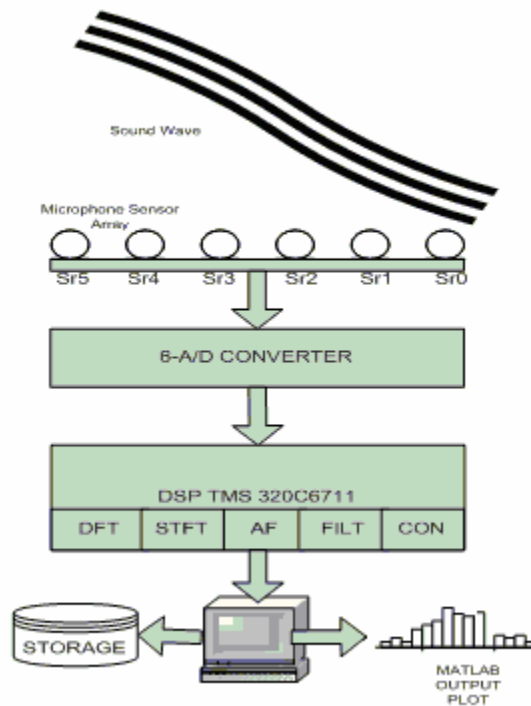 Sound Wave
Microphone Sensor
Array
Sr5 Sr4 Sr3 Sr2 Sr1 Sr0
6-A/D CONVERTER
DSP TMS 320C6711
DFT STFT AF FILT CON
STORAGE
MATLAB
OUTPUT
PLOT